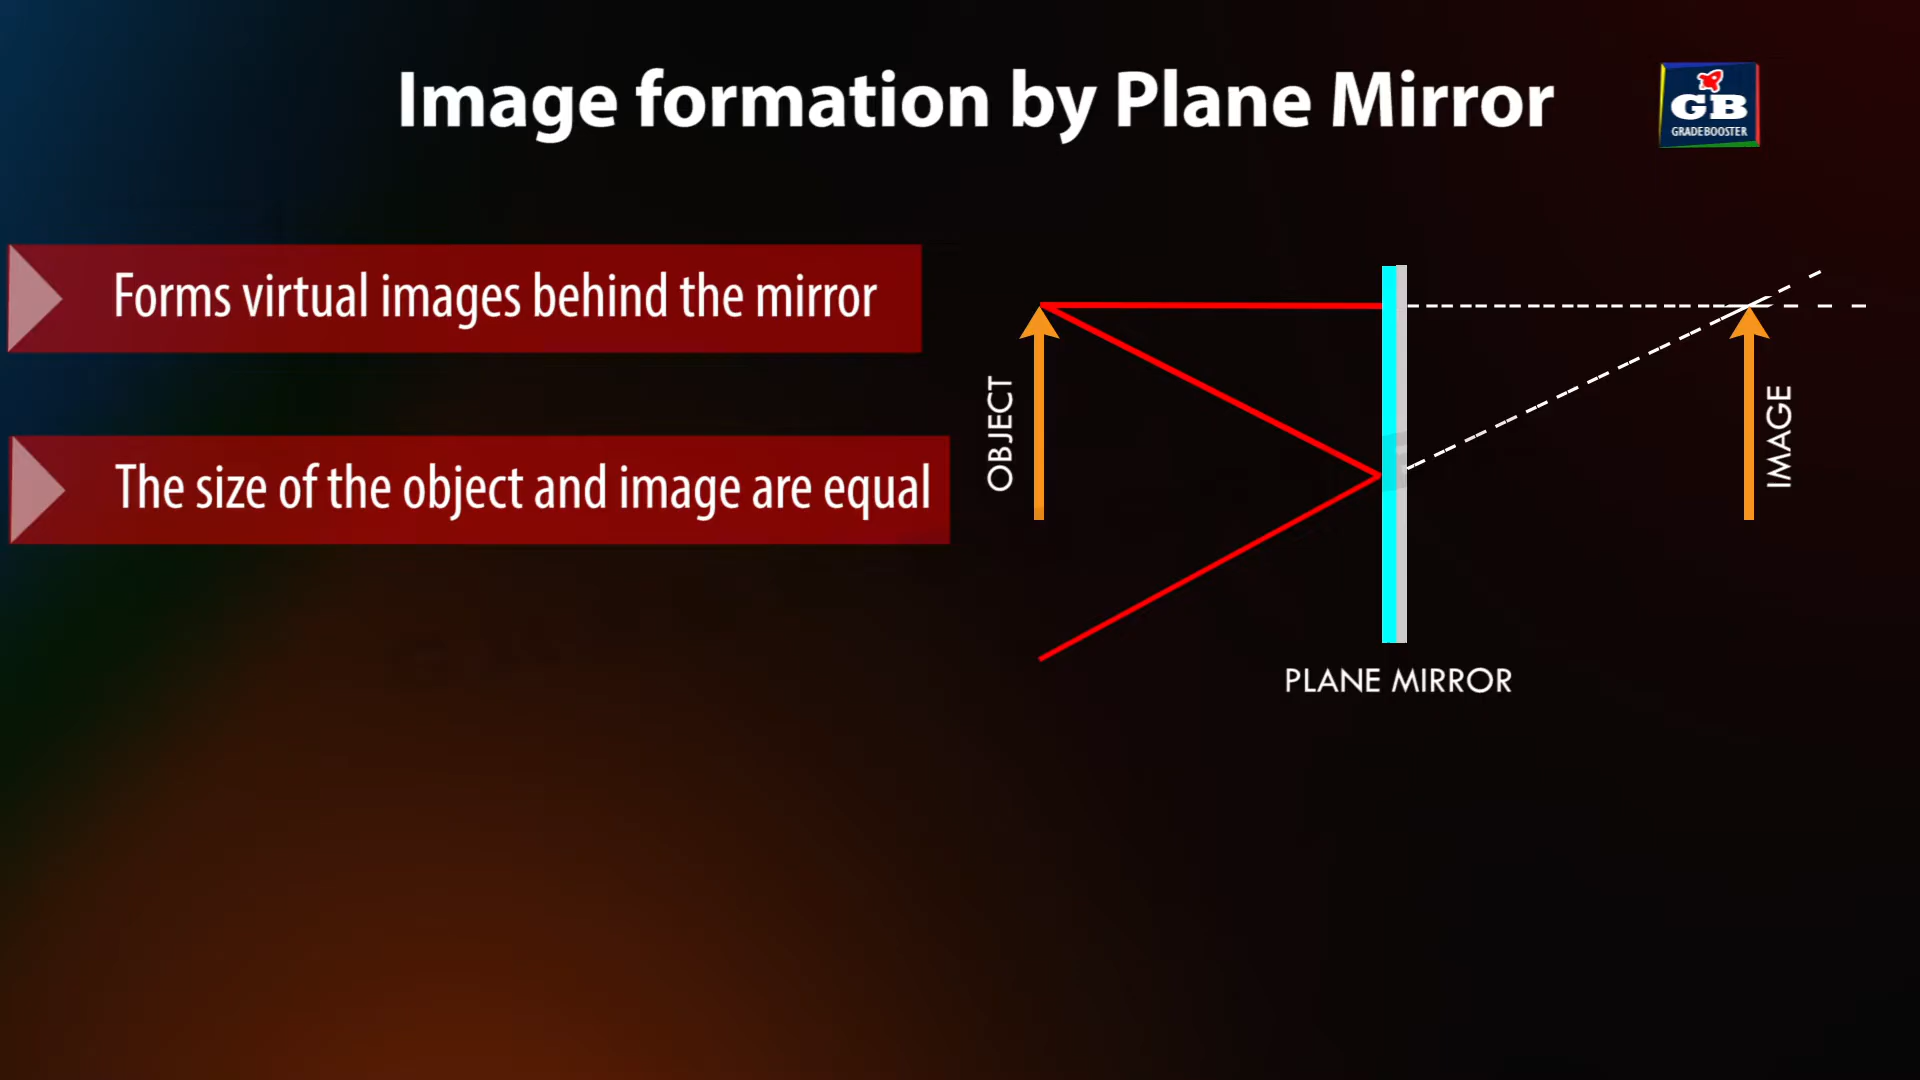 Image formation by Plane Mirror
GB
GRADEBOOSTER
Forms virtual images behind the mirror
The size of the object and image are equal
OBJECT
IMAGE
PLANE MIRROR